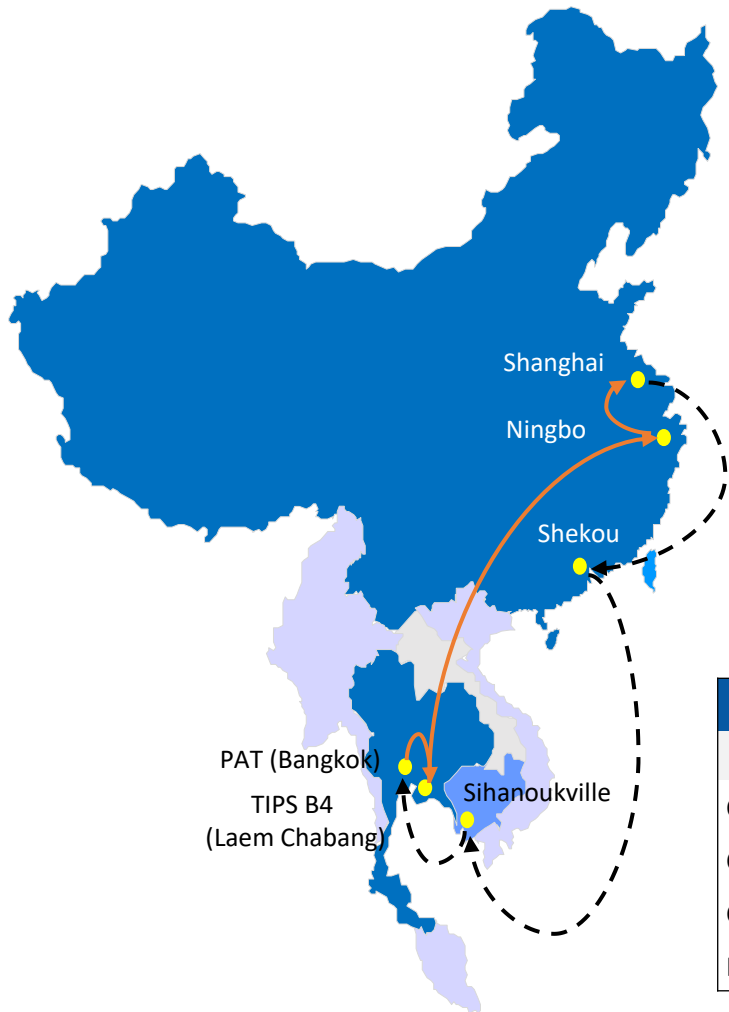 Shanghai
Ningbo
Shekou
PAT (Bangkok)
Sihanoukville
TIPS B4
(Laem Chabang)